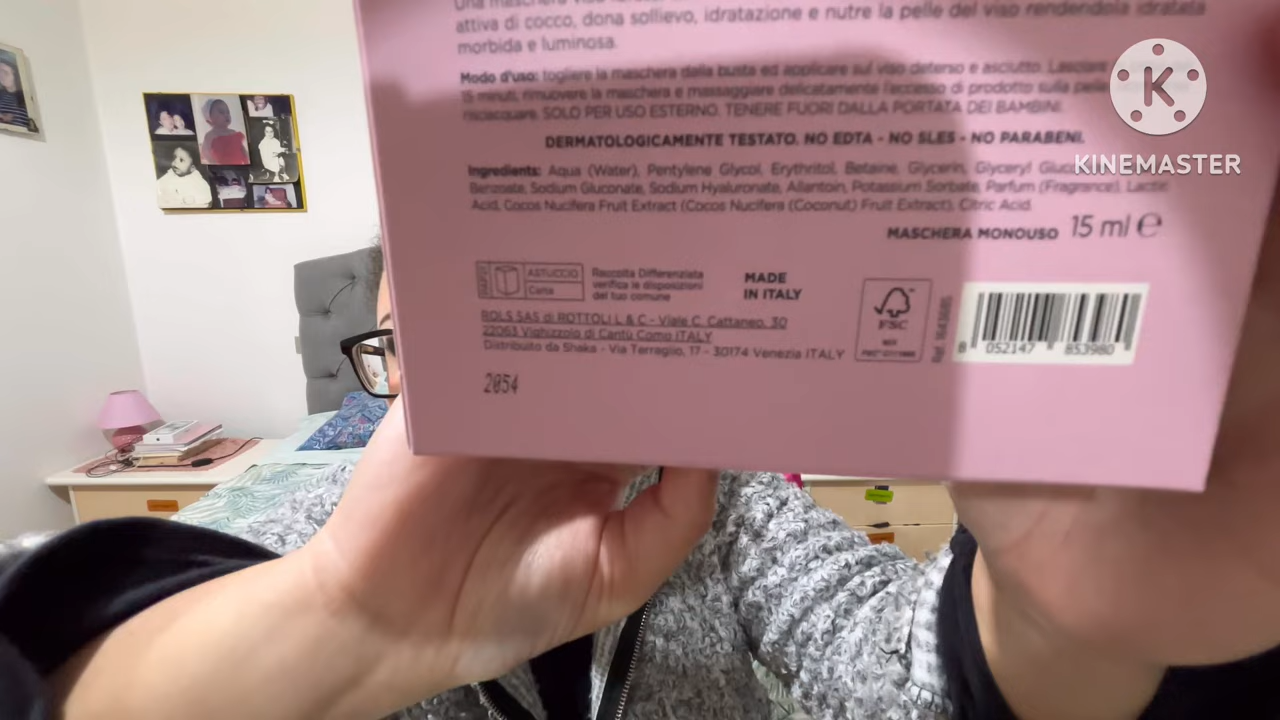 Una maschera viso
attiva di cocco, dona sollievo, idratazione e nutre la pelle del viso rendendola idratata
morbida e luminosa.
Modo d'uso: togliere la maschera dalla busta ed applicare sul viso deterso e asciutto. Lasciare
15 minuti, rimuovere la maschera e massaggiare delicatamente l'eccesso di prodotto sulla pelle
risciacquare. SOLO PER USO ESTERNO. TENERE FUORI DALLA PORTATA DEI BAMBINI.
DERMATOLOGICAMENTE TESTATO. NO EDTA - NO SLES - NO PARABENI.
Ingredients: Aqua (Water), Pentylene Glycol, Erythritol, Betaine, Glycerin, Glyceryl
Benzoate, Sodium Gluconate, Sodium Hyaluronate, Allantoin, Potassium Sorbate, Parfum (Fragrance), Lactic
Acid, Cocos Nucifera Fruit Extract (Cocos Nucifera (Coconut) Fruit Extract), Citric Acid.
MASCHERA MONOUSO 15 ml e
ASTUCCIO
Carta
Raccolta Differenziata
verifica le disposizioni
del tuo comune
MADE
IN ITALY
FSC
MIX
ROLS SAS di ROTTOLI L & C - Viale C. Cattaneo, 30
22063 Vighizzolo di Cantù Como ITALY
Distribuito da Shaka - Via Terraglio, 17 - 30174 Venezia ITALY
8 052147 853980
2054
KINEMASTER